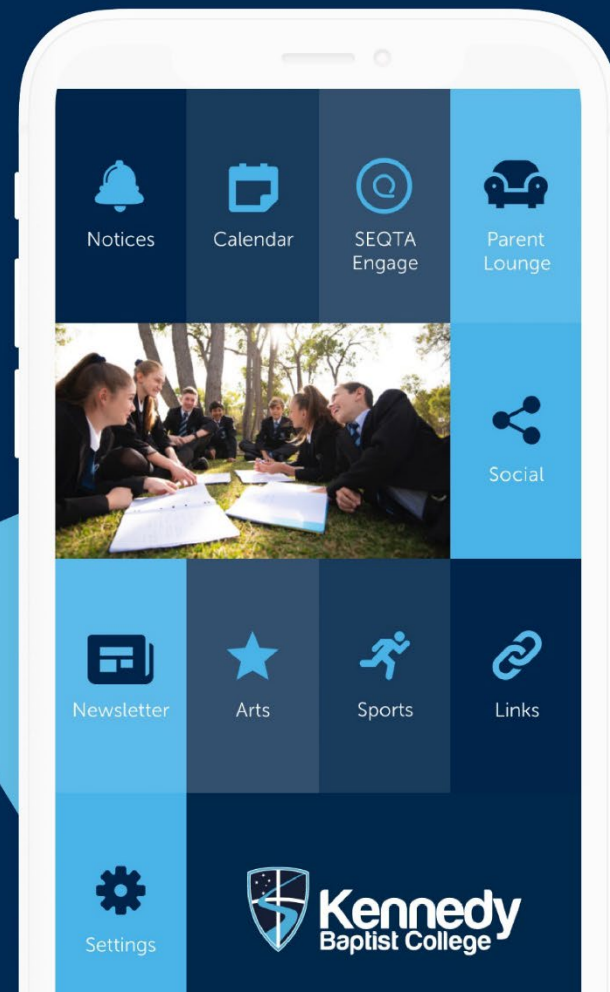 Notices
Calendar
SEQTA
Engage
Parent
Lounge
Social
Newsletter
Arts
Sports
Links
Settings
Kennedy
Baptist College